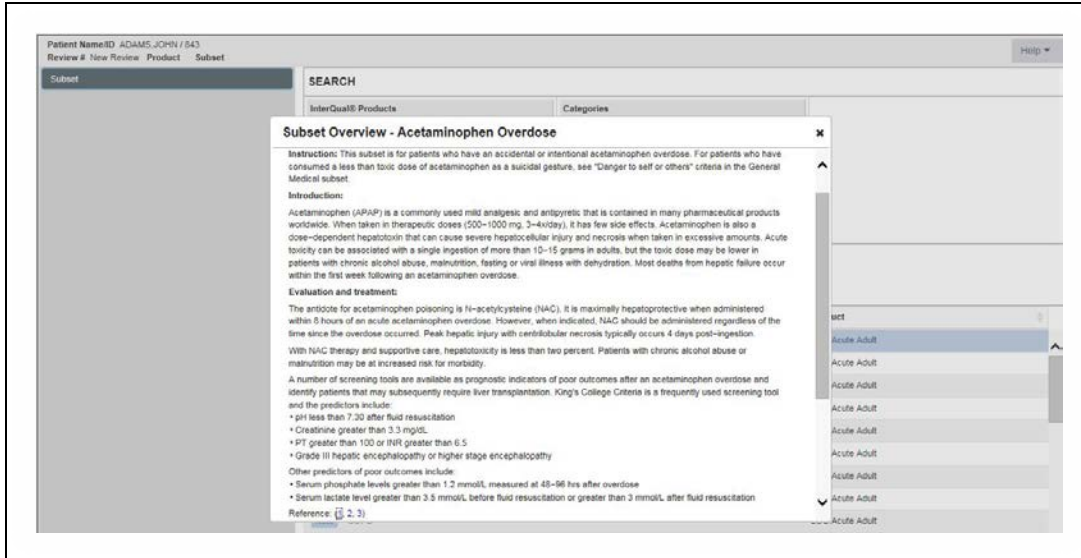 Patient Name/ID ADAMS,JOHN / 843
Review # New Review Product Subset
Help
Subset
SEARCH
InterQual® Products
Categories
Subset Overview - Acetaminophen Overdose
Instruction: This subset is for patients who have an accidental or intentional acetaminophen overdose. For patients who have
consumed a less than toxic dose of acetaminophen as a suicidal gesture, see "Danger to self or others" criteria in the General
Medical subset.
Introduction:
Acetaminophen (APAP) is a commonly used mild analgesic and antipyretic that is contained in many pharmaceutical products
worldwide. When taken in therapeutic doses (500-1000 mg, 3-4x/day), it has few side effects. Acetaminophen is also a
dose-dependent hepatotoxin that can cause severe hepatocellular injury and necrosis when taken in excessive amounts. Acute
toxicity can be associated with a single ingestion of more than 10-15 grams in adults, but the toxic dose may be lower in
patients with chronic alcohol abuse, malnutrition, fasting or viral illness with dehydration. Most deaths from hepatic failure occur
within the first week following an acetaminophen overdose.
Evaluation and treatment:
The antidote for acetaminophen poisoning is N-acetylcysteine (NAC). It is maximally hepatoprotective when administered
within 8 hours of an acute acetaminophen overdose. However, when indicated, NAC should be administered regardless of the
time since the overdose occurred. Peak hepatic injury with centrilobular necrosis typically occurs 4 days post-ingestion.
With NAC therapy and supportive care, hepatotoxicity is less than two percent. Patients with chronic alcohol abuse or
malnutrition may be at increased risk for morbidity.
A number of screening tools are available as prognostic indicators of poor outcomes after an acetaminophen overdose and
identify patients that may subsequently require liver transplantation. King's College Criteria is a frequently used screening tool
and the predictors include:
• pH less than 7.30 after fluid resuscitation
• Creatinine greater than 3.3 mg/dL
• PT greater than 100 or INR greater than 6.5
• Grade III hepatic encephalopathy or higher stage encephalopathy
Other predictors of poor outcomes include:
• Serum phosphate levels greater than 1.2 mmol/L measured at 48-96 hrs after overdose
• Serum lactate level greater than 3.5 mmol/L before fluid resuscitation or greater than 3 mmol/L after fluid resuscitation
Reference: (1, 2, 3)
uct
Acute Adult
Acute Adult
Acute Adult
Acute Adult
Acute Adult
Acute Adult
Acute Adult
Acute Adult
Acute Adult